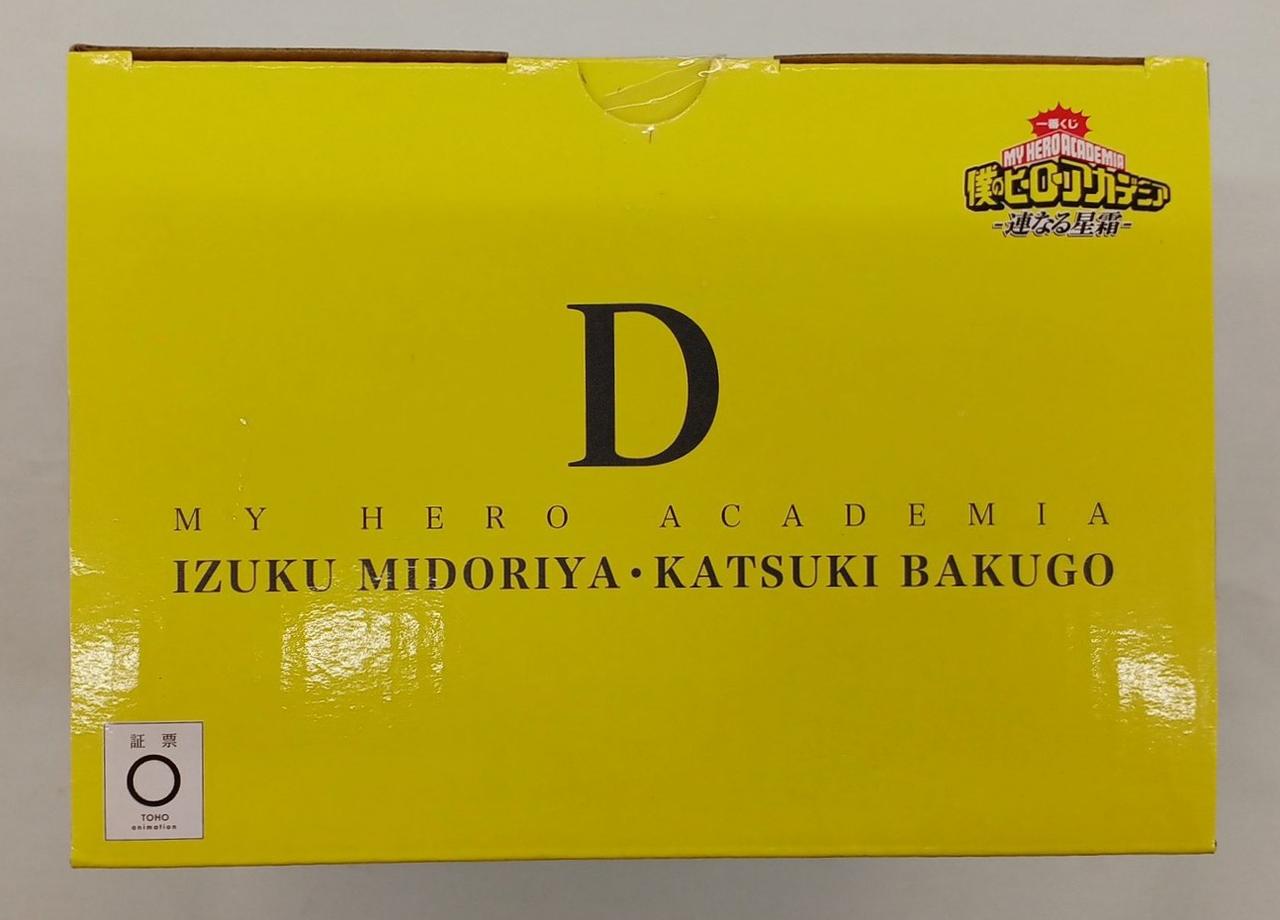 一番くじ
MY HERO ACADEMIA
僕のヒーローアカデミア
-連なる星霜-
D
MY HERO ACADEMIA
IZUKU MIDORIYA・KATSUKI BAKUGO
証票
TOHO
animation